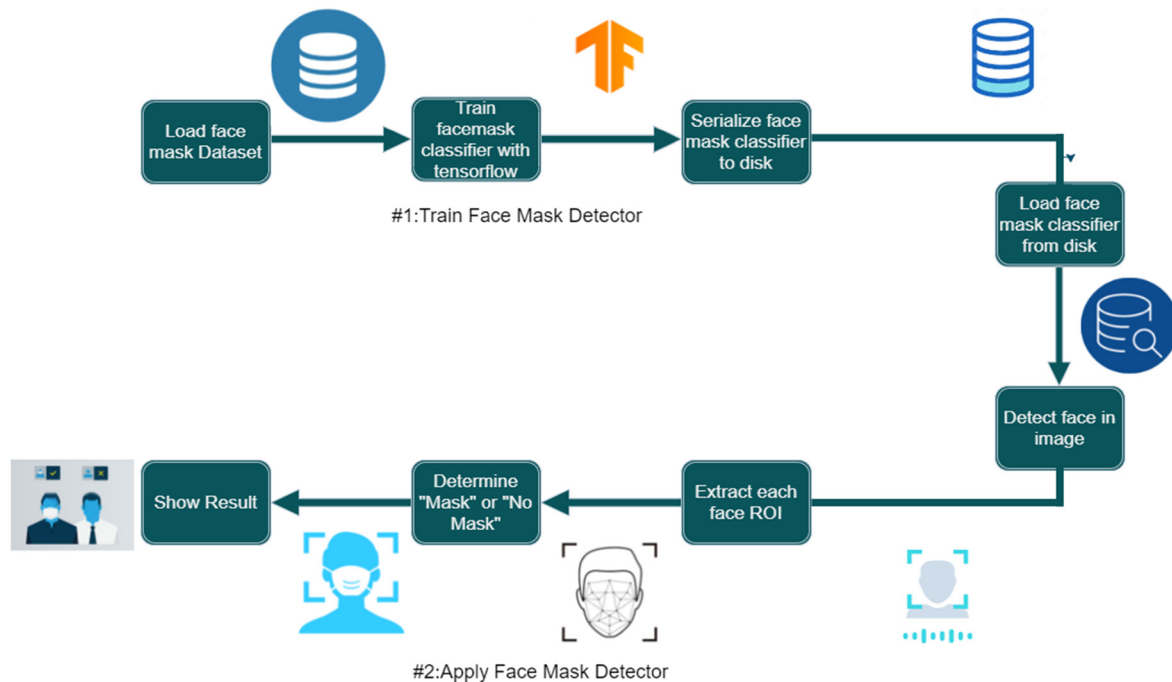 Load face
mask Dataset
Train
facemask
classifier with
tensorflow
Serialize face
mask classifier
to disk
#1:Train Face Mask Detector
Load face
mask classifier
from disk
Detect face in
image
Extract each
face ROI
Determine
"Mask" or "No
Mask"
Show Result
#2:Apply Face Mask Detector